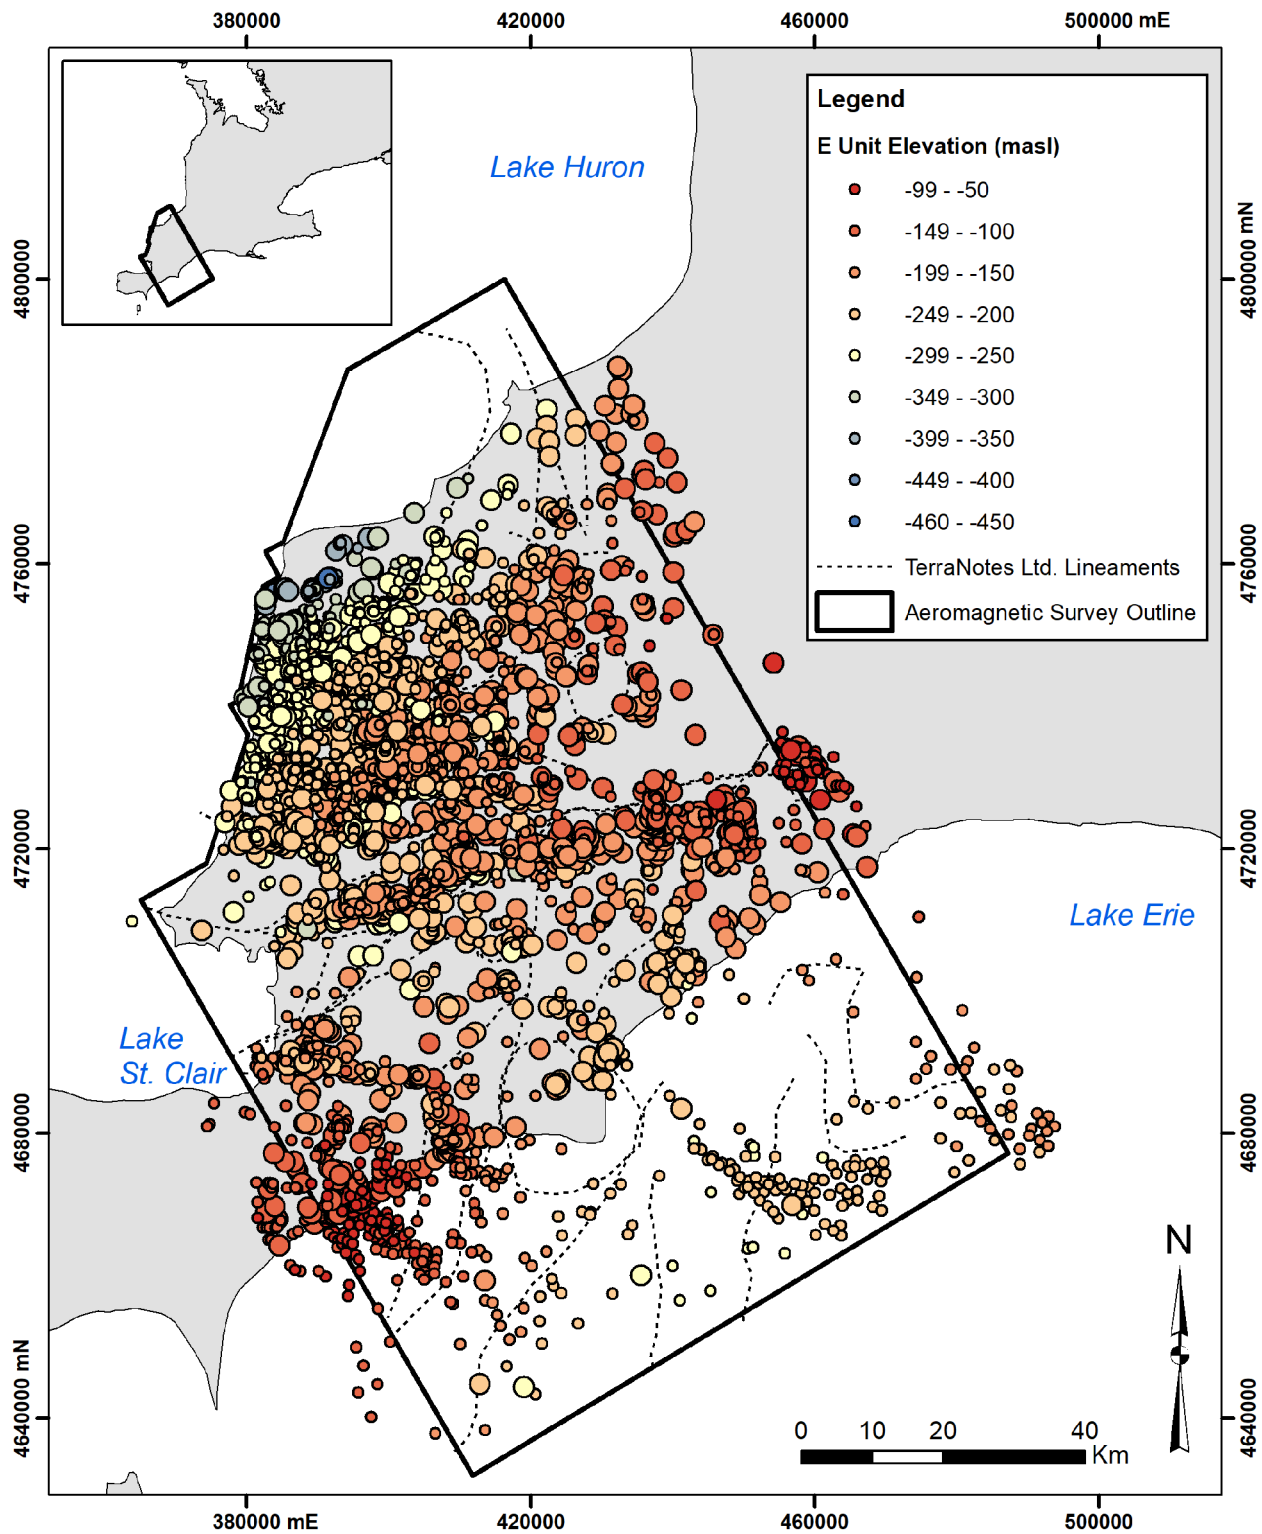 380000
420000
460000
500000 mE
Lake Huron
Legend
E Unit Elevation (masl)
-99 - -50
-149 - -100
-199 - -150
-249 - -200
-299 - -250
-349 - -300
-399 - -350
-449 - -400
-460 - -450
TerraNotes Ltd. Lineaments
Aeromagnetic Survey Outline
4800000
4800000 mN
4760000
4760000
4720000
4720000
Lake Erie
Lake
St. Clair
4680000
4680000
N
4640000 mN
4640000
0
10
20
40
Km
380000 mE
420000
460000
500000